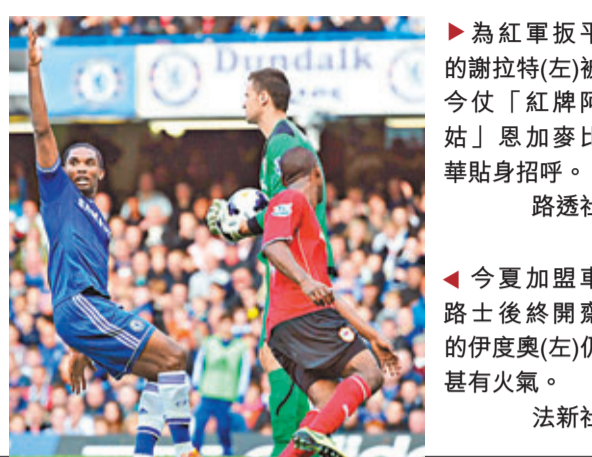 Dundalk
SAMSUNG
▶為紅軍扳平
的謝拉特(左)被
今仗「紅牌阿
姑」恩加麥比
華貼身招呼。
路透社
◀今夏加盟車
路士後終開齋
的伊度奧(左)仍
甚有火氣。
法新社